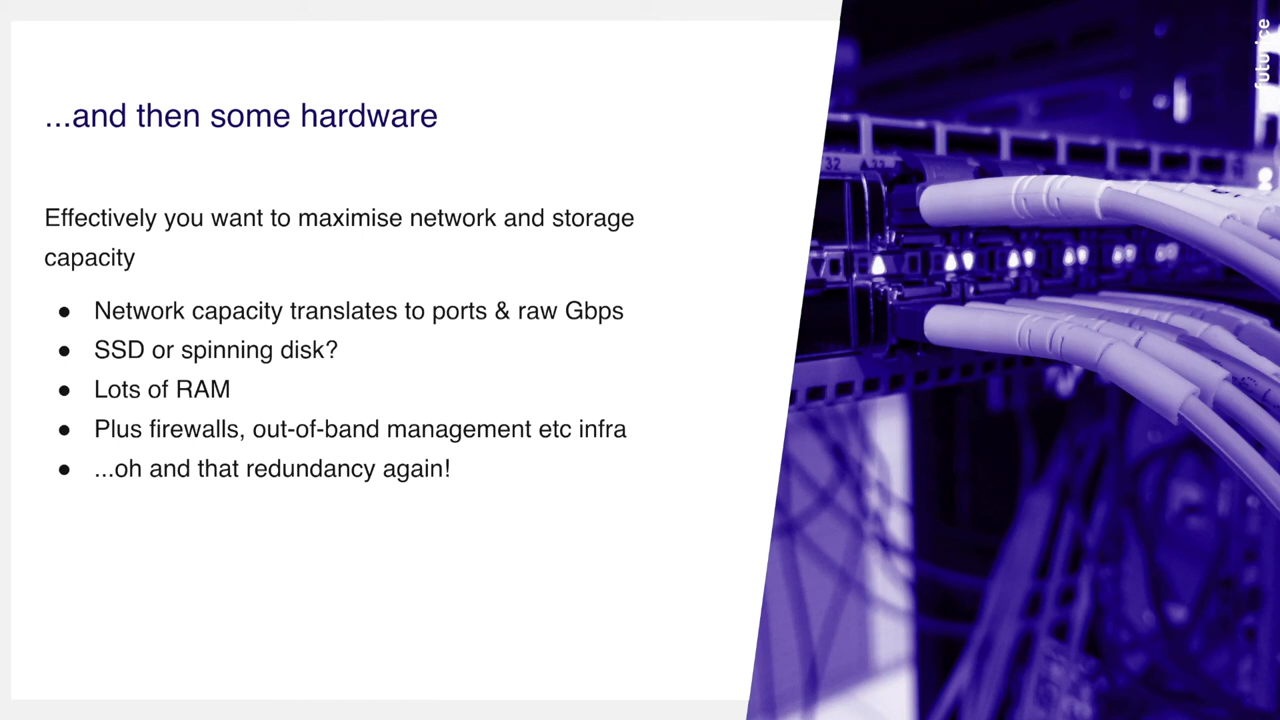 ...and then some hardware
Effectively you want to maximise network and storage
capacity
● Network capacity translates to ports & raw Gbps
● SSD or spinning disk?
● Lots of RAM
● Plus firewalls, out-of-band management etc infra
● ...oh and that redundancy again!
futurice
32